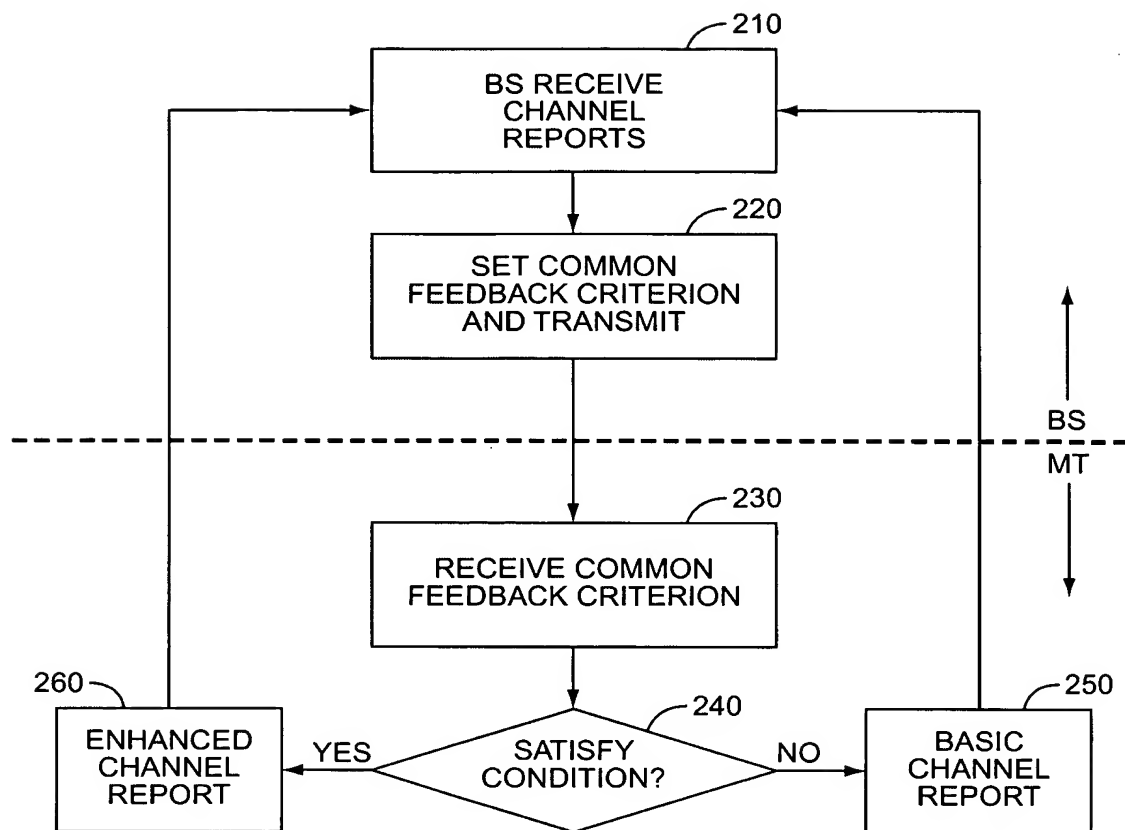 210
BS RECEIVE
CHANNEL
REPORTS
220
SET COMMON
FEEDBACK CRITERION
AND TRANSMIT
BS
MT
230
RECEIVE COMMON
FEEDBACK CRITERION
260
ENHANCED
CHANNEL
REPORT
YES
240
SATISFY
CONDITION?
NO
250
BASIC
CHANNEL
REPORT